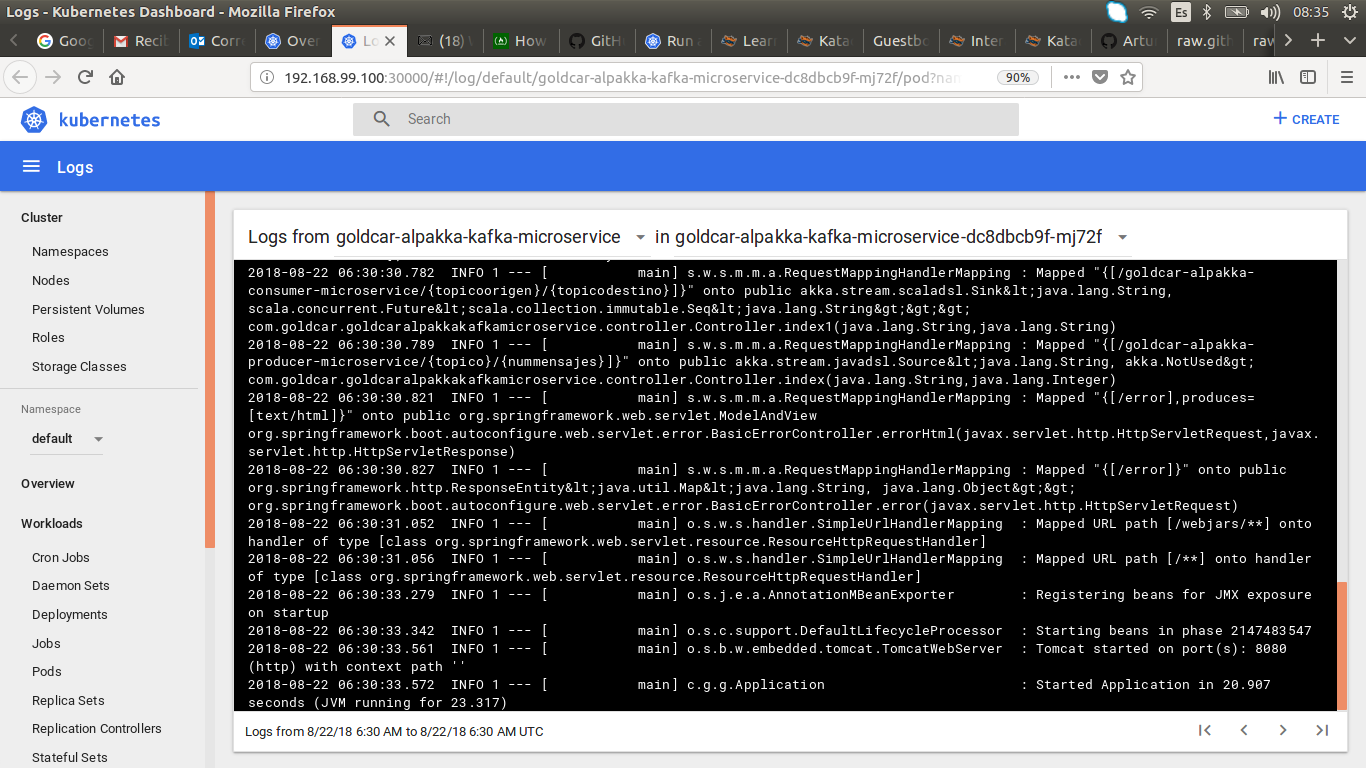 Logs - Kubernetes Dashboard - Mozilla Firefox
Es
08:35
Goog
Recib
Corre
Over
Lo
(18) W
How
GitH
Run A
Lear
Kata
Guestbo
Inter
Kata
Artur
raw.gith
raw
192.168.99.100:30000/#!/log/default/goldcar-alpakka-kafka-microservice-dc8dbcb9f-mj72f/pod?nam
90%
kubernetes
Search
CREATE
Logs
Cluster
Namespaces
Nodes
Persistent Volumes
Roles
Storage Classes
Namespace
default
Overview
Workloads
Cron Jobs
Daemon Sets
Deployments
Jobs
Pods
Replica Sets
Replication Controllers
Stateful Sets
Logs from goldcar-alpakka-kafka-microservice in goldcar-alpakka-kafka-microservice-dc8dbcb9f-mj72f
2018-08-22 06:30:30.782  INFO 1 --- [           main] s.w.s.m.m.a.RequestMappingHandlerMapping : Mapped "{[/goldcar-alpakka-
consumer-microservice/{topicoorigen}/{topicodestino}]}" onto public akka.stream.scaladsl.Sink&lt;java.lang.String,
scala.concurrent.Future&lt;scala.collection.immutable.Seq&lt;java.lang.String&gt;&gt;&gt;
com.goldcar.goldcaralpakkakafkamicroservice.controller.Controller.index1(java.lang.String,java.lang.String)
2018-08-22 06:30:30.789  INFO 1 --- [           main] s.w.s.m.m.a.RequestMappingHandlerMapping : Mapped "{[/goldcar-alpakka-
producer-microservice/{topico}/{nummensajes}]}" onto public akka.stream.javadsl.Source&lt;java.lang.String, akka.NotUsed&gt;
com.goldcar.goldcaralpakkakafkamicroservice.controller.Controller.index(java.lang.String,java.lang.Integer)
2018-08-22 06:30:30.821  INFO 1 --- [           main] s.w.s.m.m.a.RequestMappingHandlerMapping : Mapped "{[/error],produces=
[text/html]}" onto public org.springframework.web.servlet.ModelAndView
org.springframework.boot.autoconfigure.web.servlet.error.BasicErrorController.errorHtml(javax.servlet.http.HttpServletRequest,javax.
servlet.http.HttpServletResponse)
2018-08-22 06:30:30.827  INFO 1 --- [           main] s.w.s.m.m.a.RequestMappingHandlerMapping : Mapped "{[/error]}" onto public
org.springframework.http.ResponseEntity&lt;java.util.Map&lt;java.lang.String, java.lang.Object&gt;&gt;
org.springframework.boot.autoconfigure.web.servlet.error.BasicErrorController.error(javax.servlet.http.HttpServletRequest)
2018-08-22 06:30:31.052  INFO 1 --- [           main] o.s.w.s.handler.SimpleUrlHandlerMapping  : Mapped URL path [/webjars/**] onto
handler of type [class org.springframework.web.servlet.resource.ResourceHttpRequestHandler]
2018-08-22 06:30:31.056  INFO 1 --- [           main] o.s.w.s.handler.SimpleUrlHandlerMapping  : Mapped URL path [/**] onto handler
of type [class org.springframework.web.servlet.resource.ResourceHttpRequestHandler]
2018-08-22 06:30:33.279  INFO 1 --- [           main] o.s.j.e.a.AnnotationMBeanExporter        : Registering beans for JMX exposure
on startup
2018-08-22 06:30:33.342  INFO 1 --- [           main] o.s.c.support.DefaultLifecycleProcessor  : Starting beans in phase 2147483547
2018-08-22 06:30:33.561  INFO 1 --- [           main] o.s.b.w.embedded.tomcat.TomcatWebServer  : Tomcat started on port(s): 8080
(http) with context path ''
2018-08-22 06:30:33.572  INFO 1 --- [           main] c.g.g.Application                        : Started Application in 20.907
seconds (JVM running for 23.317)
Logs from 8/22/18 6:30 AM to 8/22/18 6:30 AM UTC